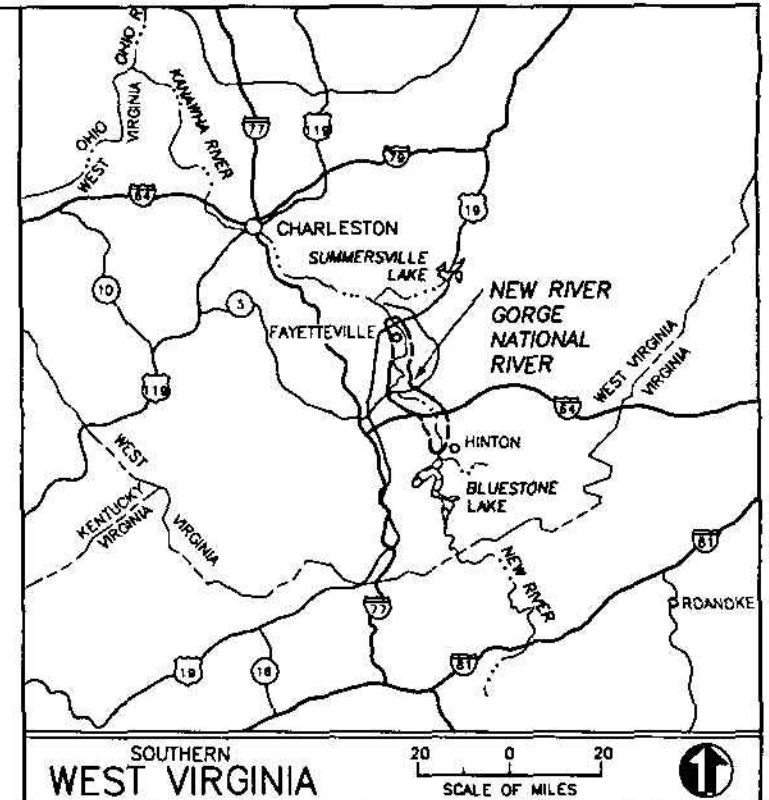 OHIO R
OHIO
WEST
VIRGINIA
KANAWHA RIVER
77
119
79
64
19
CHARLESTON
SUMMERSVILLE
LAKE
10
3
NEW RIVER
GORGE
NATIONAL
RIVER
FAYETTEVILLE
WEST VIRGINIA
VIRGINIA
119
64
HINTON
WEST
VIRGINIA
KENTUCKY
VIRGINIA
BLUESTONE
LAKE
81
NEW RIVER
77
ROANOKE
19
16
81
SOUTHERN
WEST VIRGINIA
20 0 20
SCALE OF MILES